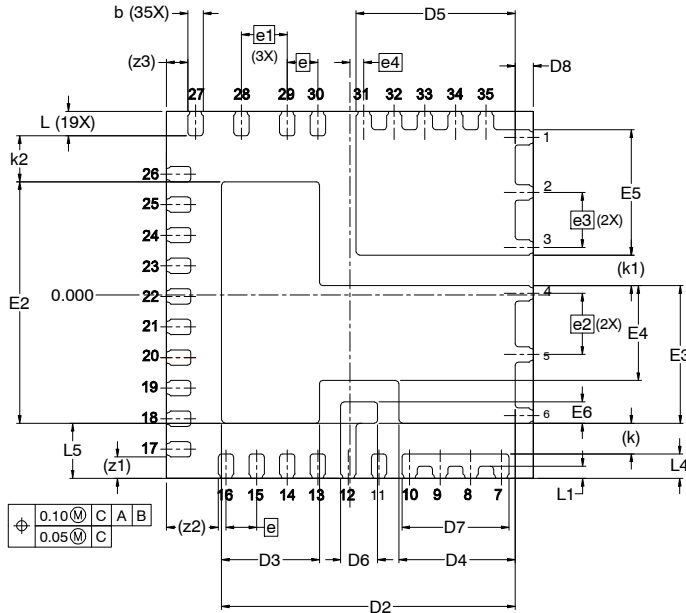 b (35X)
e1
(3X)
e
e4
D5
D8
(z3)
27 28 29 30 31 32 33 34 35
L (19X)
k2
1
26
2
25
E5
e3 (2X)
24
3
23
(k1)
0.000
22
4
E2
21
e2 (2X)
E4
E3
20
5
19
18
E6
6
L5
17
(k)
(z1)
L4
16 15 14 13 12 11 10 9 8 7
L1
0.10 Ⓜ C A B
0.05 Ⓜ C
(z2)
e
D7
D3
D6
D4
D2